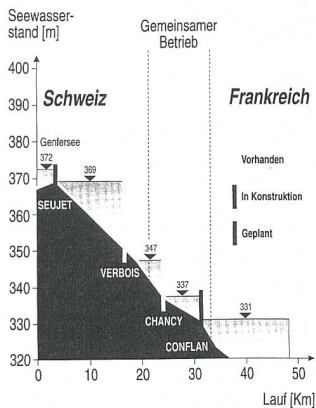 Seewasser-
stand [m]
Gemeinsamer
Betrieb
400
Schweiz
Frankreich
390
Genfersee
380
372
369
370
SEUJET
360
350
VERBOIS
347
340
337
CHANCY
331
330
CONFLAN
320
Vorhanden
In Konstruktion
Geplant
0
10
20
30
40
50
Lauf [Km]